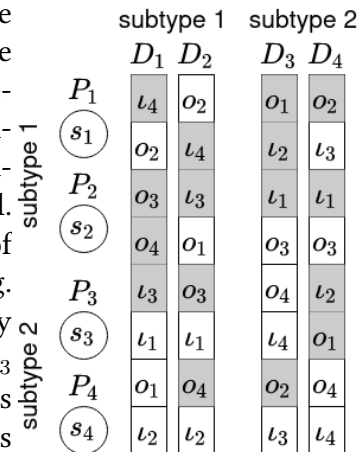 e subtype 1 subtype 2
e D₁ D₂ D₃ D₄
- P₁ ι₄ o₂ o₁ o₂
- s₁ o₂ ι₄ ι₂ ι₃
- subtype 1
l. P₂ o₃ ι₃ ι₁ ι₁
of s₂ o₄ o₁ o₃ o₃
g. P₃ ι₃ o₃ o₄ ι₂
y s₃ ι₁ ι₁ ι₄ o₁
3 subtype 2
s P₄ o₁ o₄ o₂ o₄
s s₄ ι₂ ι₂ ι₃ ι₄